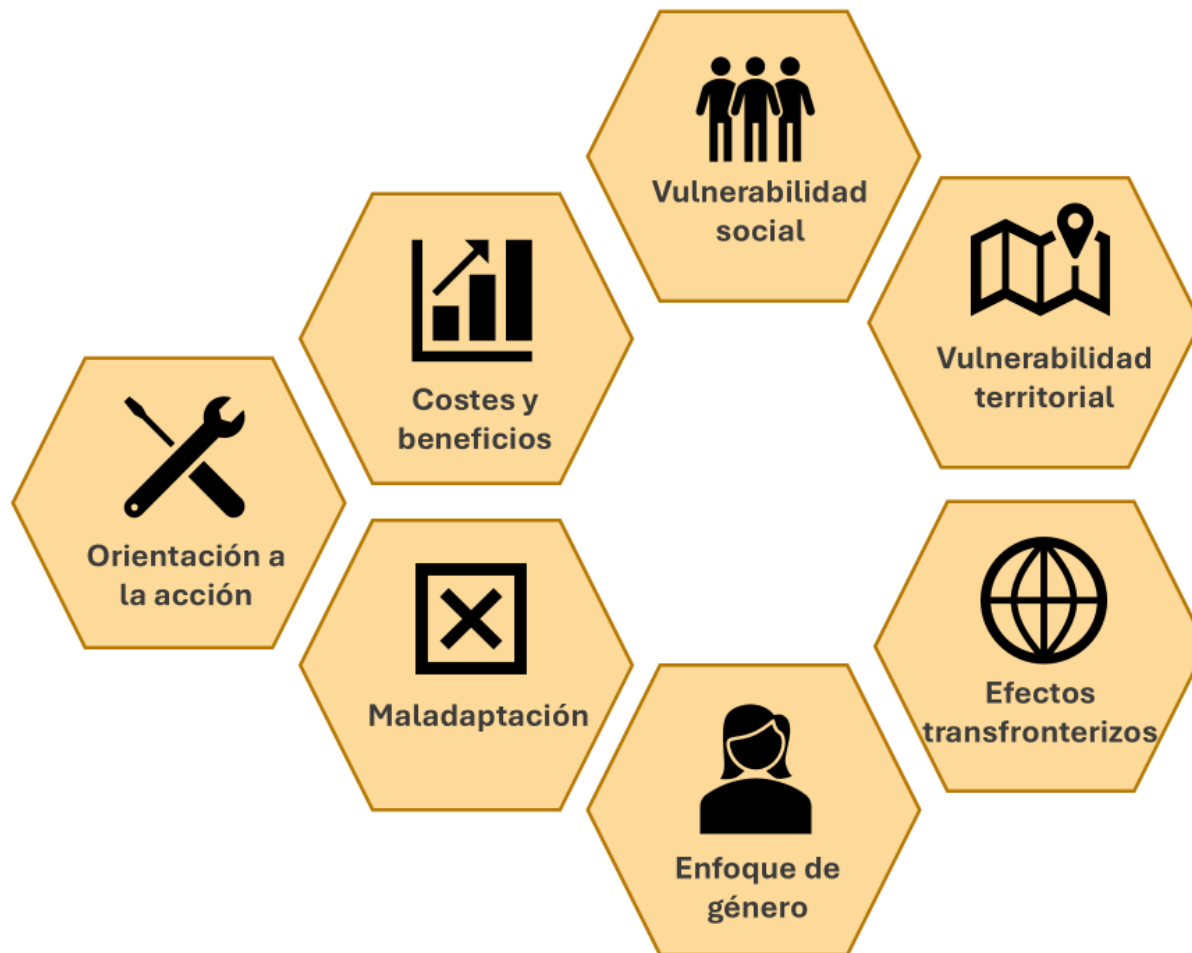 Vulnerabilidad
social
Vulnerabilidad
territorial
Costes y
beneficios
Orientación a
la acción
Maladaptación
Efectos
transfronterizos
Enfoque de
género